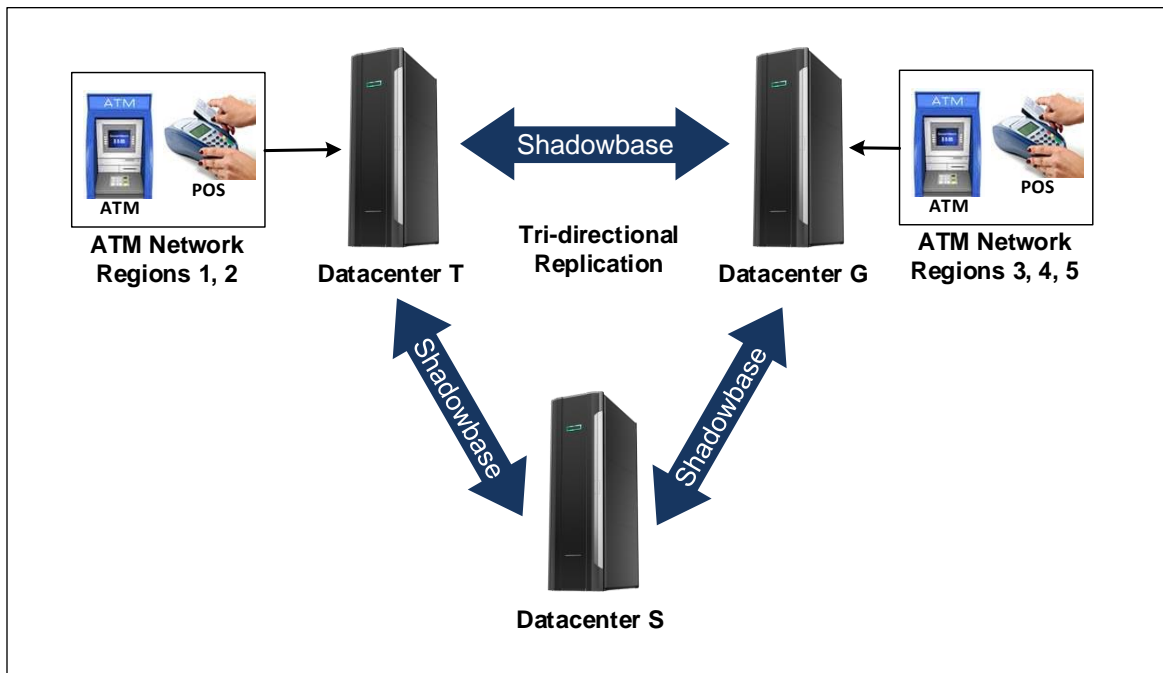 ATM
POS
ATM
ATM Network
Regions 1, 2
Datacenter T
Shadowbase
Tri-directional
Replication
Datacenter G
ATM
POS
ATM
ATM Network
Regions 3, 4, 5
Shadowbase
Shadowbase
Datacenter S